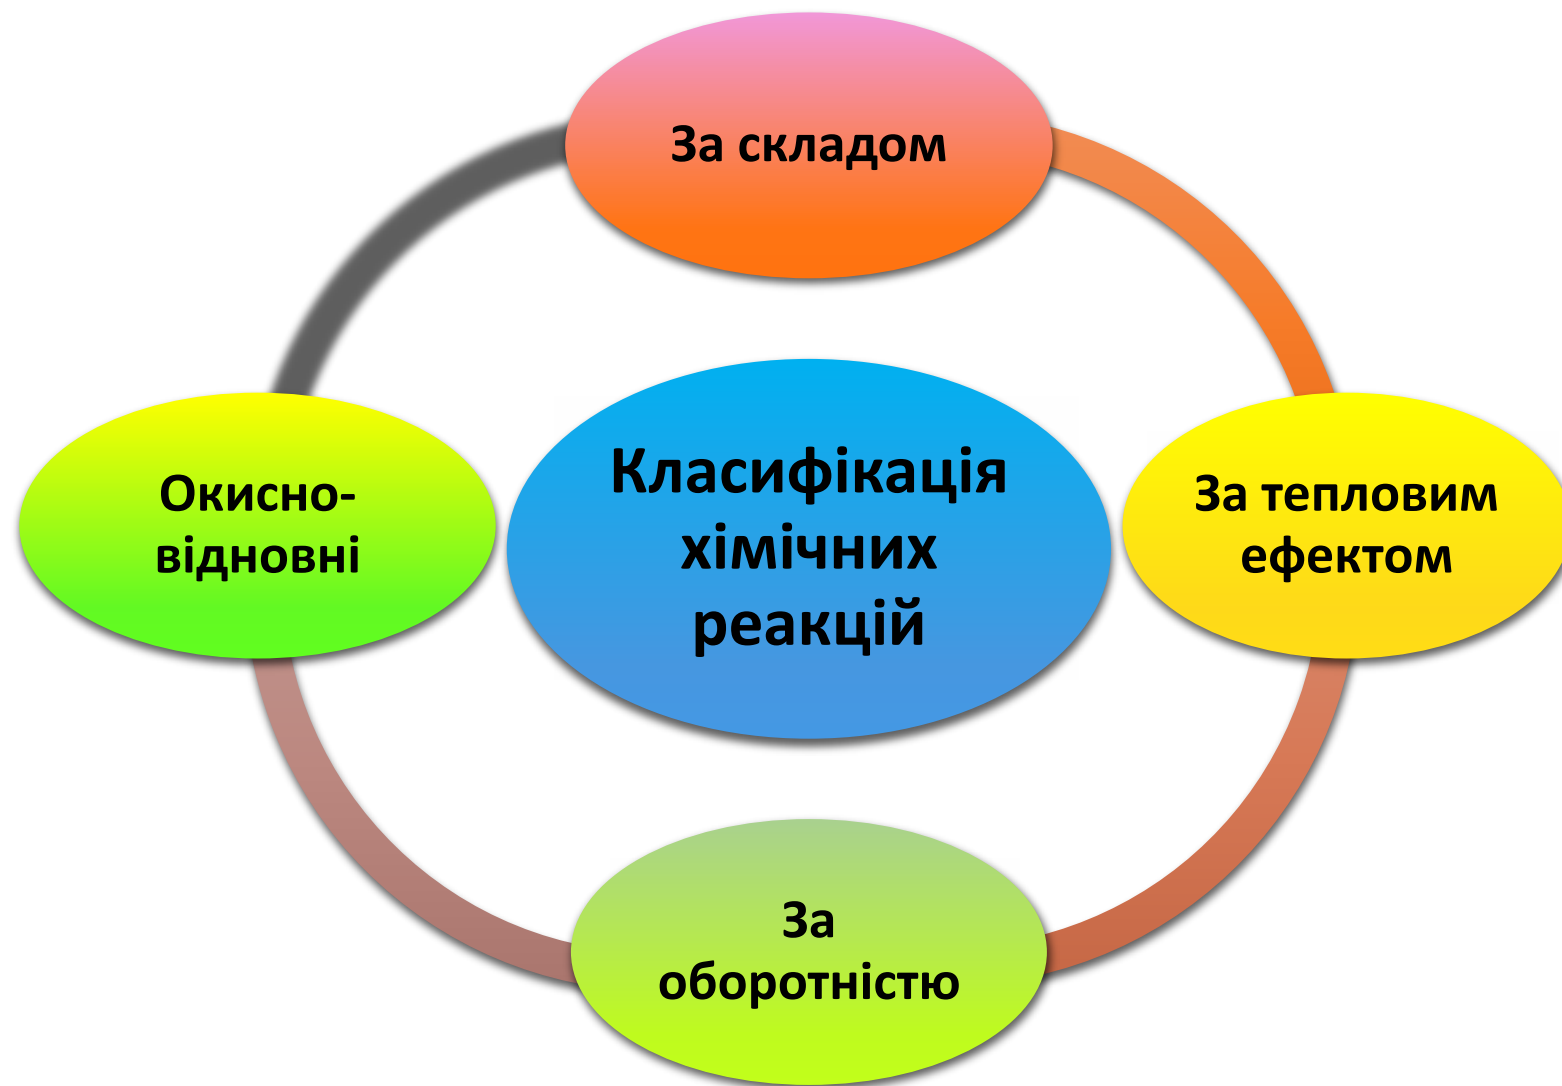 За складом
Класифікація
хімічних
реакцій
Окисно-
відновні
За тепловим
ефектом
За
оборотністю